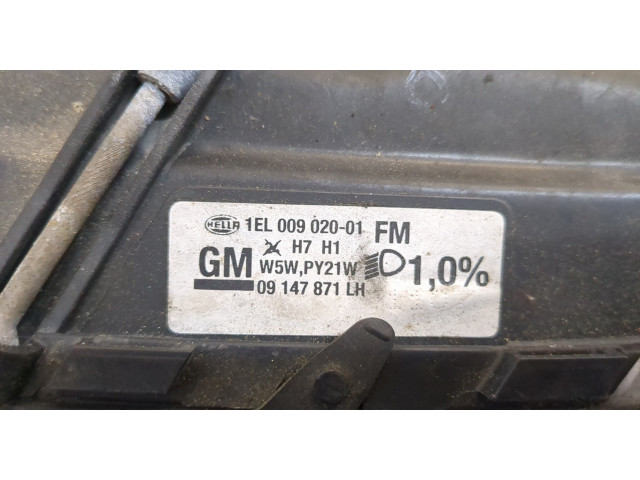 HELLA 1EL 009 020-01 FM
H7 H1
GM W5W,PY21W 1,0%
09 147 871 LH